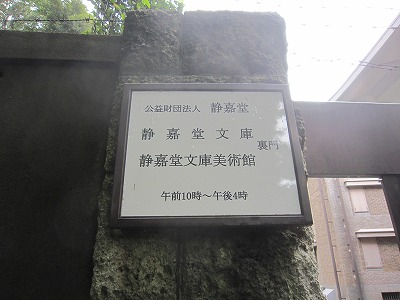 公益財団法人 静嘉堂
静嘉堂文庫
裏門
静嘉堂文庫美術館
午前10時～午後4時